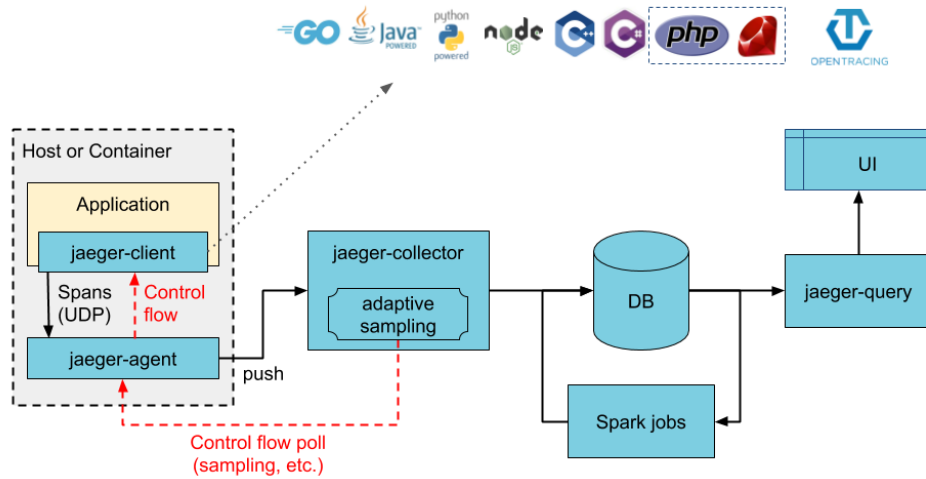 GO
Java
POWERED
python
powered
node
JS
C++
C#
php
OPENTRACING
Host or Container
Application
jaeger-client
Spans
(UDP)
Control
flow
jaeger-agent
push
jaeger-collector
adaptive
sampling
Control flow poll
(sampling, etc.)
DB
Spark jobs
UI
jaeger-query